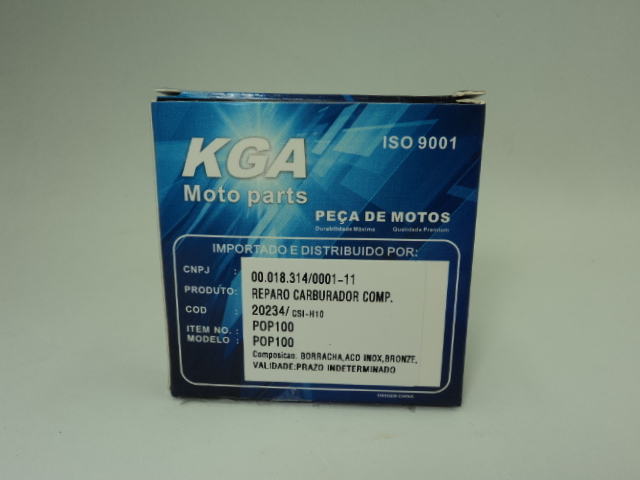 KGA
ISO 9001
Moto parts
PEÇA DE MOTOS
Durabilidade Máxima Qualidade Premium
IMPORTADO E DISTRIBUIDO POR:
CNPJ : 00.018.314/0001-11
PRODUTO: REPARO CARBURADOR COMP.
COD : 20234/ CSI-H10
ITEM NO. : POP100
MODELO : POP100
Composicao: BORRACHA,ACO INOX,BRONZE,
VALIDADE:PRAZO INDETERMINADO